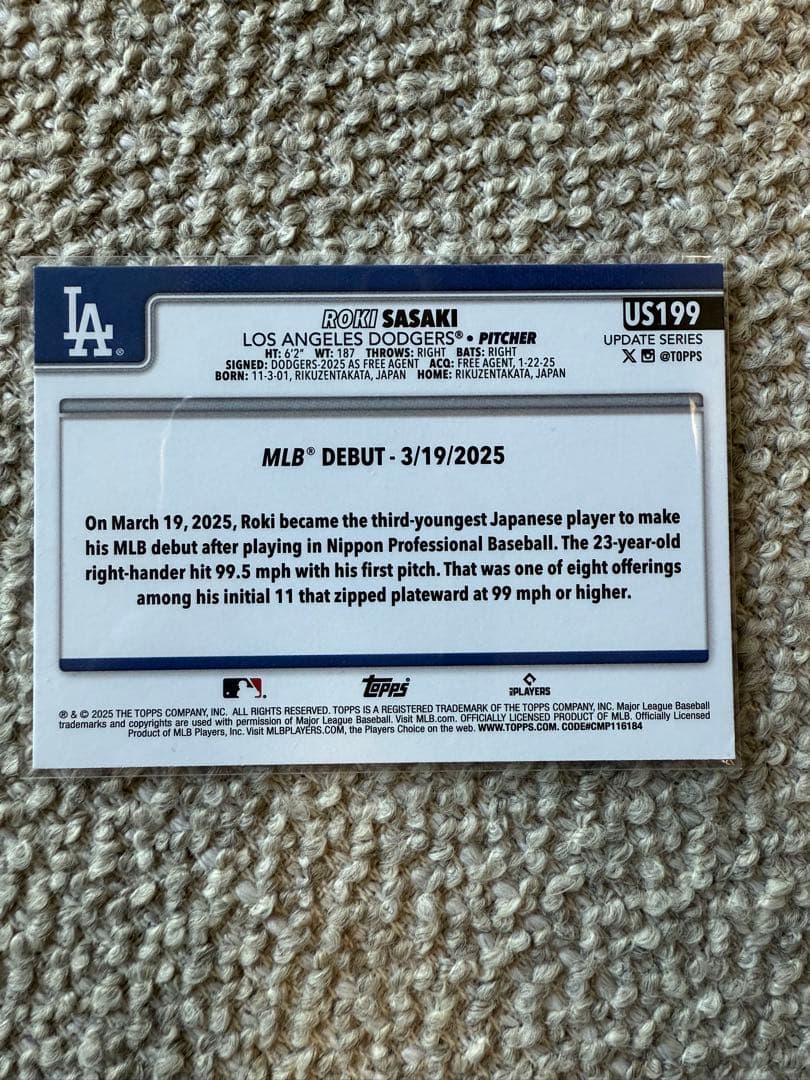 LA®
ROKI SASAKI
US199
LOS ANGELES DODGERS® • PITCHER
UPDATE SERIES
HT: 6'2" WT: 187 THROWS: RIGHT BATS: RIGHT
@TOPPS
SIGNED: DODGERS-2025 AS FREE AGENT ACQ: FREE AGENT, 1-22-25
BORN: 11-3-01, RIKUZENTAKATA, JAPAN HOME: RIKUZENTAKATA, JAPAN
MLB® DEBUT - 3/19/2025
On March 19, 2025, Roki became the third-youngest Japanese player to make
his MLB debut after playing in Nippon Professional Baseball. The 23-year-old
right-hander hit 99.5 mph with his first pitch. That was one of eight offerings
among his initial 11 that zipped plateward at 99 mph or higher.
Topps
PLAYERS
® & © 2025 THE TOPPS COMPANY, INC. ALL RIGHTS RESERVED. TOPPS IS A REGISTERED TRADEMARK OF THE TOPPS COMPANY, INC. Major League Baseball
trademarks and copyrights are used with permission of Major League Baseball. Visit MLB.com. OFFICIALLY LICENSED PRODUCT OF MLB. Officially Licensed
Product of MLB Players, Inc. Visit MLBPLAYERS.COM, the Players Choice on the web. WWW.TOPPS.COM. CODE#CMP116184